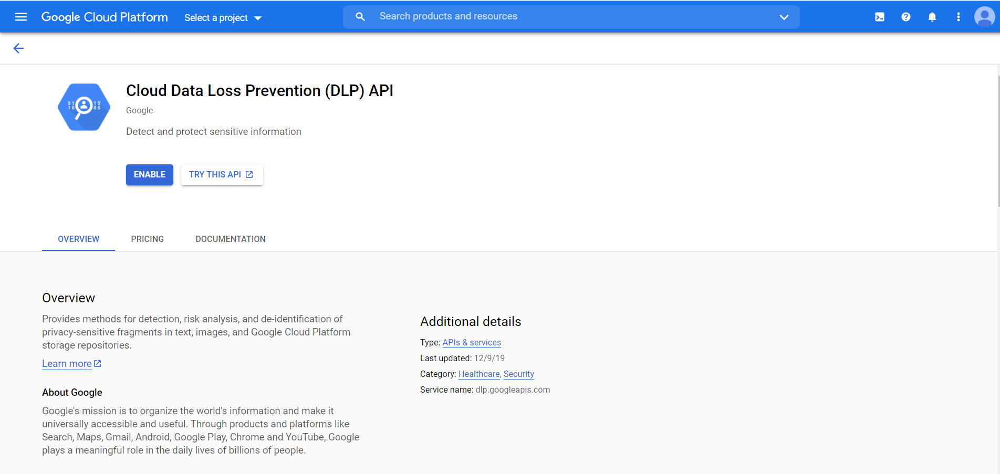 Google Cloud Platform
Select a project
Search products and resources
Cloud Data Loss Prevention (DLP) API
51 15
10 05
Google
Detect and protect sensitive information
ENABLE
TRY THIS API
OVERVIEW
PRICING
DOCUMENTATION
Overview
Provides methods for detection, risk analysis, and de-identification of
privacy-sensitive fragments in text, images, and Google Cloud Platform
storage repositories.
Learn more
About Google
Google's mission is to organize the world's information and make it
universally accessible and useful. Through products and platforms like
Search, Maps, Gmail, Android, Google Play, Chrome and YouTube, Google
plays a meaningful role in the daily lives of billions of people.
Additional details
Type: APIs & services
Last updated: 12/9/19
Category: Healthcare, Security
Service name: dlp.googleapis.com